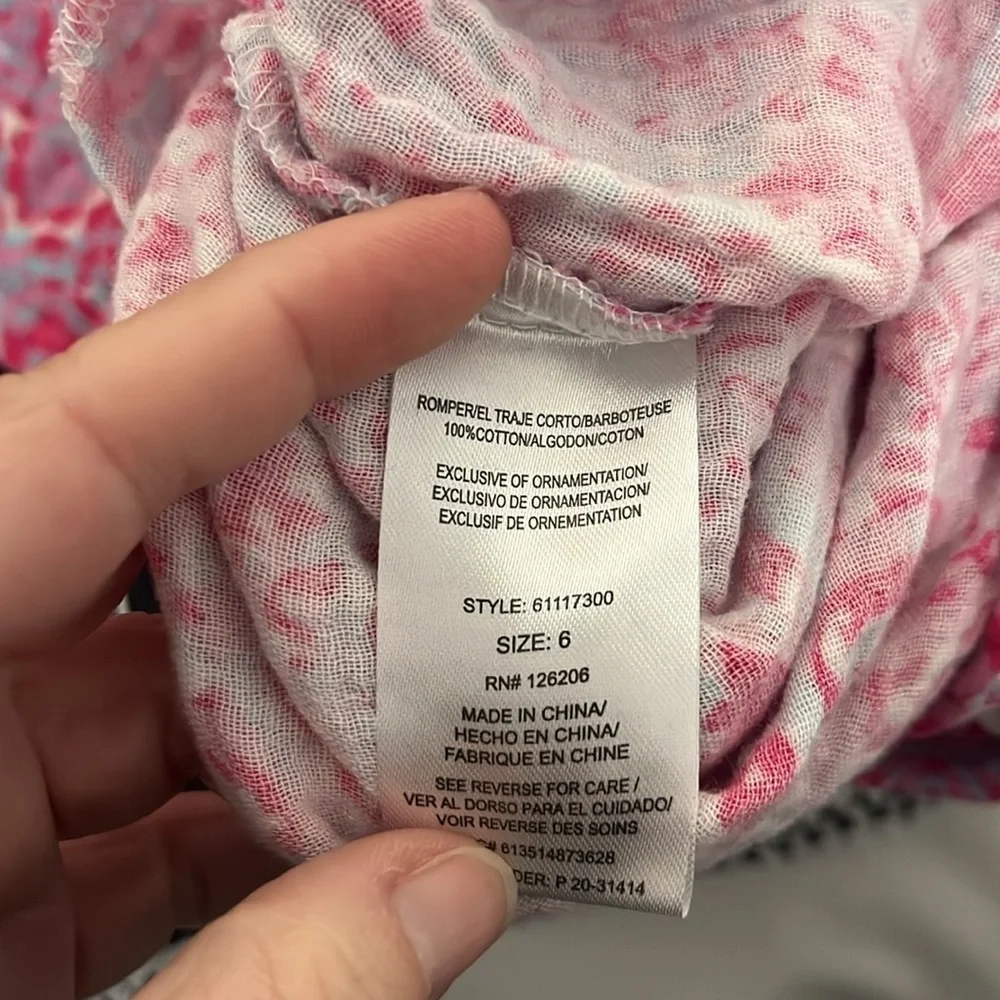 ROMPER/EL TRAJE CORTO/BARBOTEUSE
100%COTTON/ALGODON/COTON
EXCLUSIVE OF ORNAMENTATION/
EXCLUSIVO DE ORNAMENTACION/
EXCLUSIF DE ORNEMENTATION
STYLE: 61117300
SIZE: 6
RN# 126206
MADE IN CHINA/
HECHO EN CHINA/
FABRIQUE EN CHINE
SEE REVERSE FOR CARE /
VER AL DORSO PARA EL CUIDADO/
VOIR REVERSE DES SOINS
# 613514873628
DER: P 20-31414